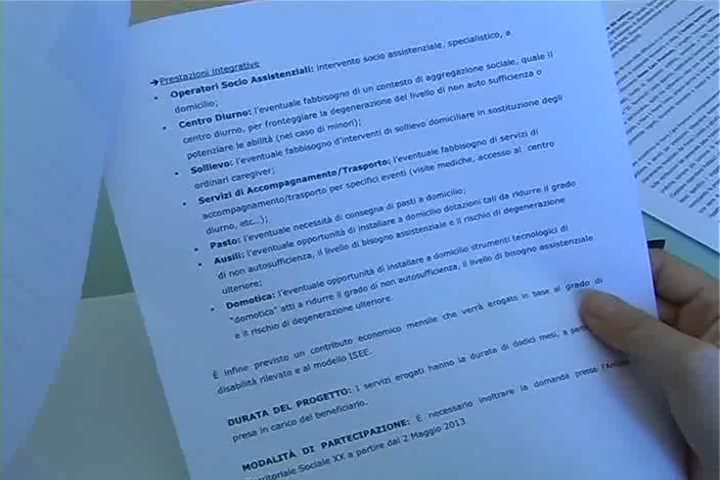 ➔Prestazioni integrative
• Operatori Socio Assistenziali: intervento socio assistenziale, specialistico, a
domicilio;
• Centro Diurno: l'eventuale fabbisogno di un contesto di aggregazione sociale, quale il
centro diurno, per fronteggiare la degenerazione del livello di non auto sufficienza o
potenziare le abilità (nel caso di minori);
• Sollievo: l'eventuale fabbisogno d'interventi di sollievo domiciliare in sostituzione degli
ordinari caregiver;
• Servizi di Accompagnamento/Trasporto: l'eventuale fabbisogno di servizi di
accompagnamento/trasporto per specifici eventi (visite mediche, accesso al centro
diurno, etc...);
• Pasto: l'eventuale necessità di consegna di pasti a domicilio;
• Ausili: l'eventuale opportunità di installare a domicilio dotazioni tali da ridurre il grado
di non autosufficienza, il livello di bisogno assistenziale e il rischio di degenerazione
ulteriore;
• Domotica: l'eventuale opportunità di installare a domicilio strumenti tecnologici di
"domotica" atti a ridurre il grado di non autosufficienza, il livello di bisogno assistenziale
e il rischio di degenerazione ulteriore.
È infine previsto un contributo economico mensile che verrà erogato in base al grado di
disabilità rilevato e al modello ISEE.
DURATA DEL PROGETTO: I servizi erogati hanno la durata di dodici mesi, a
presa in carico del beneficiario.
MODALITÀ DI PARTECIPAZIONE: È necessario inoltrare la domanda presso
Sociale XX a partire dal 2 Maggio 2013